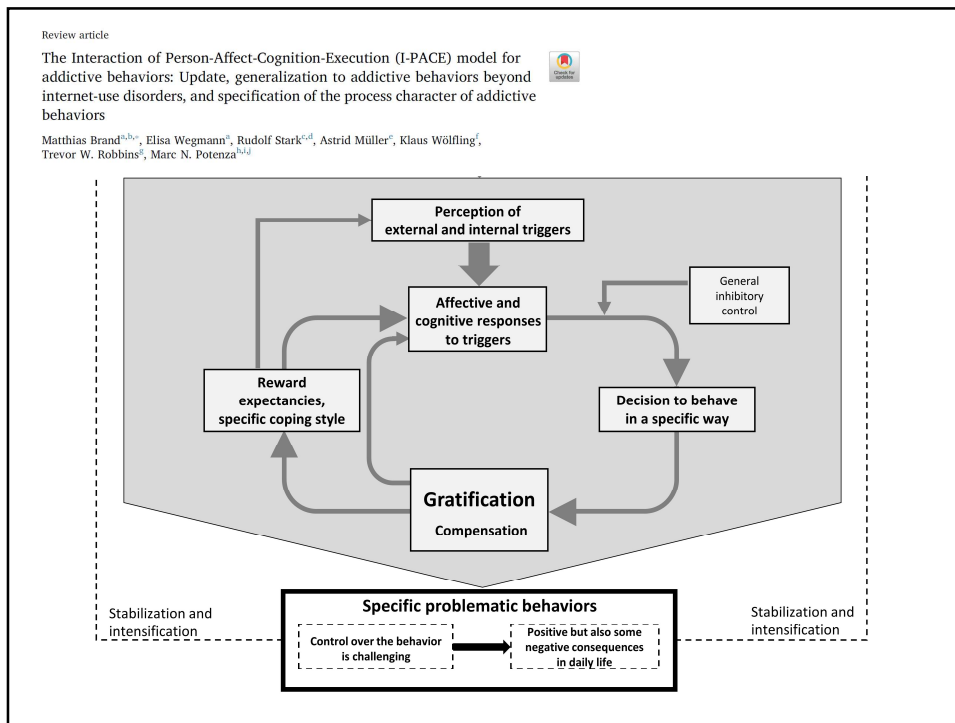 Review article
The Interaction of Person-Affect-Cognition-Execution (I-PACE) model for
addictive behaviors: Update, generalization to addictive behaviors beyond
internet-use disorders, and specification of the process character of addictive
behaviors
Check for
updates
Matthias Brand a,b,*, Elisa Wegmann a, Rudolf Stark c,d, Astrid Müller e, Klaus Wölfling f,
Trevor W. Robbins g, Marc N. Potenza h,i,j
Perception of
external and internal triggers
General
inhibitory
control
Affective and
cognitive responses
to triggers
Reward
expectancies,
specific coping style
Decision to behave
in a specific way
Gratification
Compensation
Stabilization and
intensification
Specific problematic behaviors
Control over the behavior
is challenging
Positive but also some
negative consequences
in daily life
Stabilization and
intensification